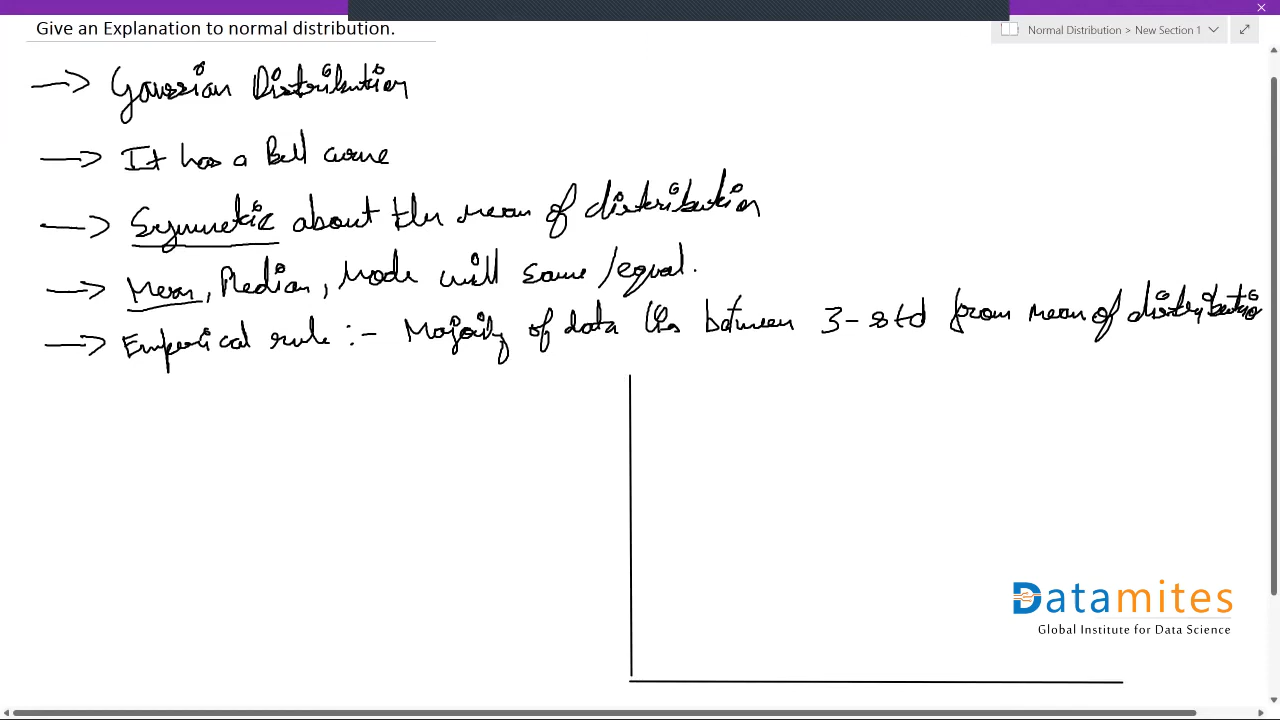 Give an Explanation to normal distribution.
Normal Distribution > New Section 1
→ Gaussian Distribution
→ It has a Bell curve
→ Symmetric about the mean of distribution
→ Mean, Median, Mode will same/equal.
→ Emperical rule :- Majority of data lies between 3-std from mean of distribution
Datamites
Global Institute for Data Science